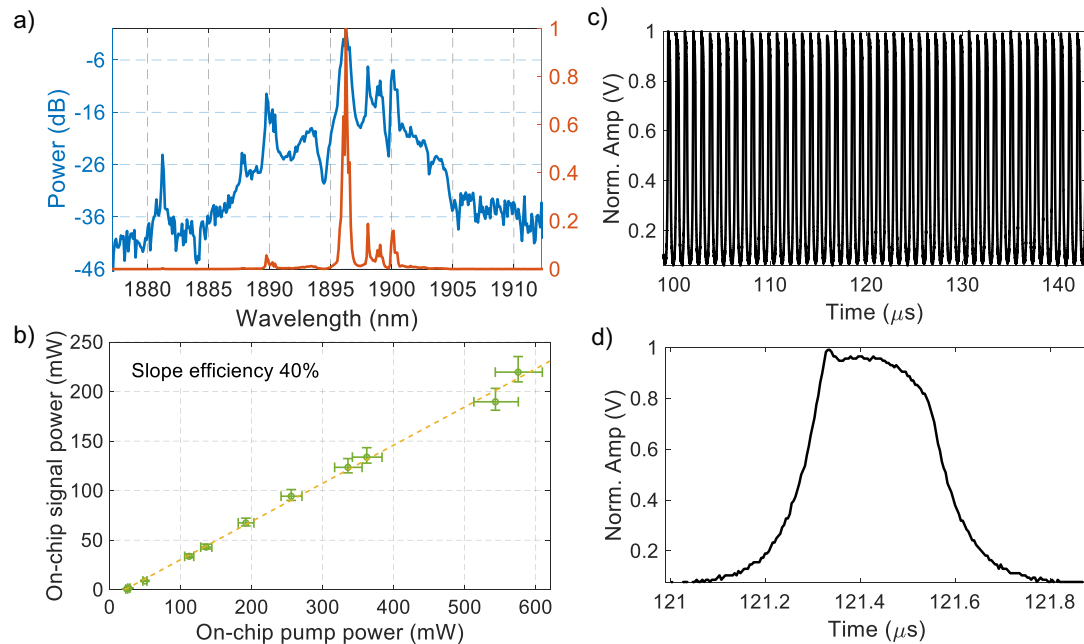 a)
Power (dB)
-6
-16
-26
-36
-46
1
0.8
0.6
0.4
0.2
0
1880 1885 1890 1895 1900 1905 1910
Wavelength (nm)
b)
On-chip signal power (mW)
250
200
150
100
50
0
Slope efficiency 40%
0 100 200 300 400 500 600
On-chip pump power (mW)
c)
Norm. Amp (V)
1
0.8
0.6
0.4
0.2
100 110 120 130 140
Time (μs)
d)
Norm. Amp (V)
1
0.8
0.6
0.4
0.2
121 121.2 121.4 121.6 121.8
Time (μs)